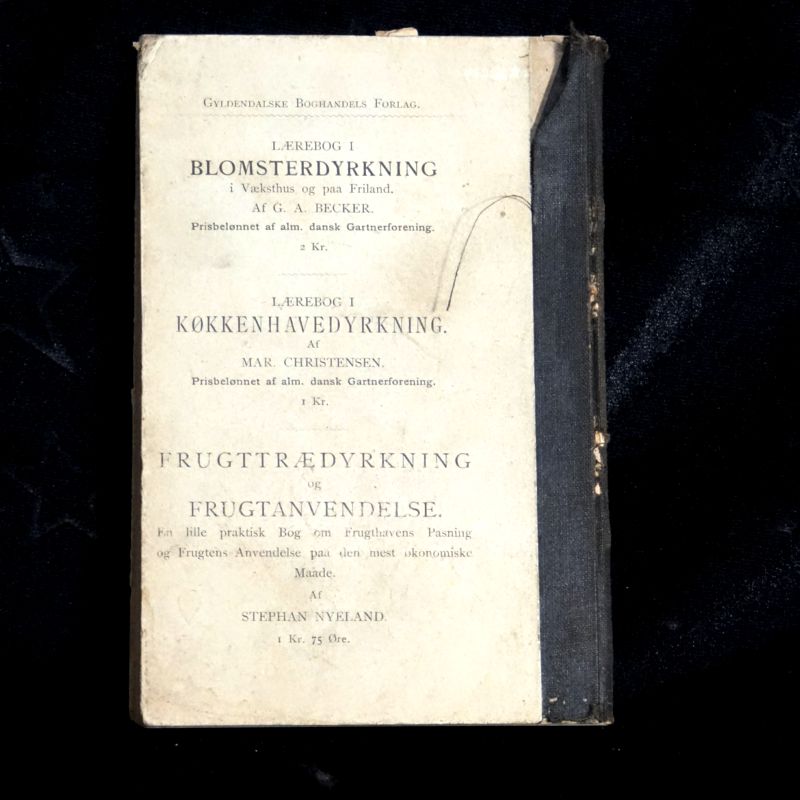 GYLDENDALSKE BOGHANDELS FORLAG.
LÆREBOG I
BLOMSTERDYRKNING
i Væksthus og paa Friland.
Af G. A. BECKER.
Prisbelønnet af alm. dansk Gartnerforening.
2 Kr.
LÆREBOG I
KØKKENHAVEDYRKNING.
Af
MAR. CHRISTENSEN.
Prisbelønnet af alm. dansk Gartnerforening.
1 Kr.
FRUGTTRÆDYRKNING
og
FRUGTANVENDELSE.
En lille praktisk Bog om Frugthavens Pasning
og Frugtens Anvendelse paa den mest økonomiske
Maade.
Af
STEPHAN NYELAND.
1 Kr. 75 Øre.